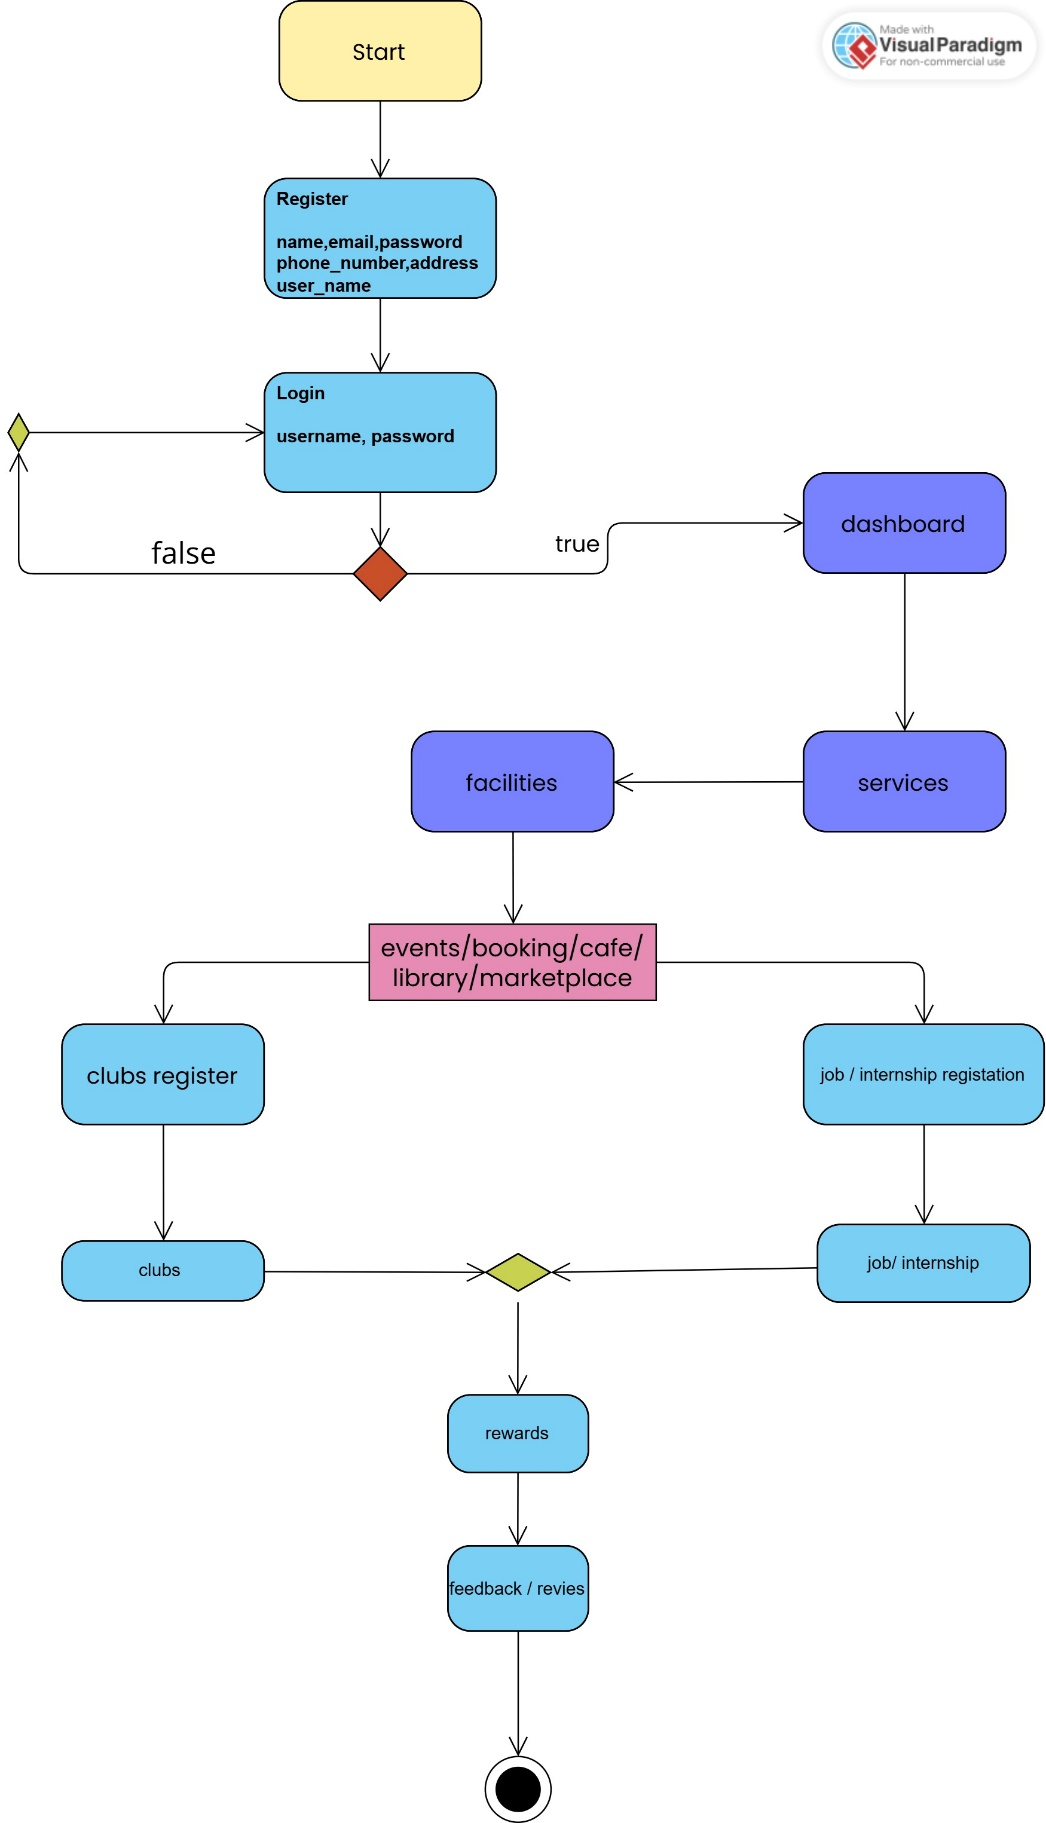 Start
Made with
Visual Paradigm
For non-commercial use
Register
name,email,password
phone_number,address
user_name
Login
username, password
false
true
dashboard
facilities
services
events/booking/cafe/
library/marketplace
clubs register
job / internship registation
clubs
job/ internship
rewards
feedback / revies